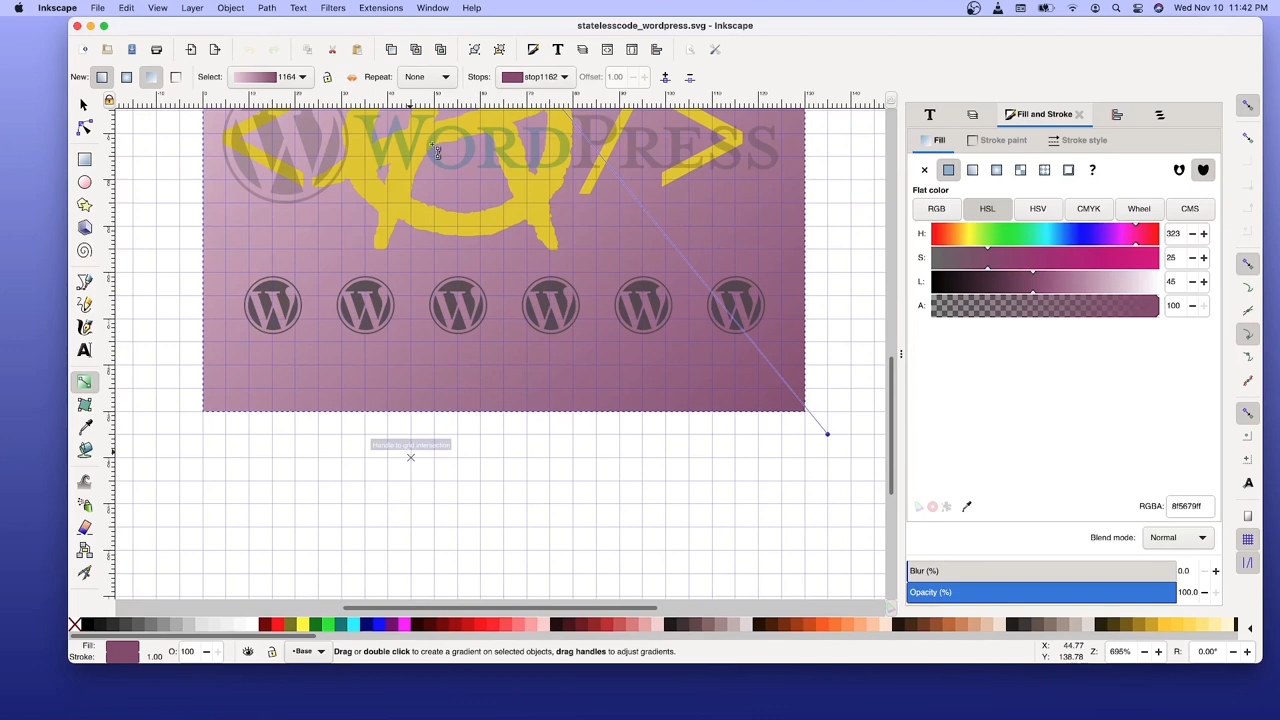 Inkscape File Edit View Layer Object Path Text Filters Extensions Window Help Wed Nov 10 11:42 PM
statelesscode_wordpress.svg - Inkscape
New: Select: 1164 Repeat: None Stops: stop1162 Offset: 1.00
Fill and Stroke
WORDPRESS
Fill Stroke paint Stroke style
Flat color
RGB HSL HSV CMYK Wheel CMS
H: 323
S: 25
L: 45
A: 100
Handle to grid intersection
RGBA: 8f5679ff
Blend mode: Normal
Blur (%) 0.0
Opacity (%) 100.0
Fill:
Stroke: 1.00
O: 100
•Base
Drag or double click to create a gradient on selected objects, drag handles to adjust gradients.
X: 44.77
Y: 138.78
Z: 695%
R: 0.00°